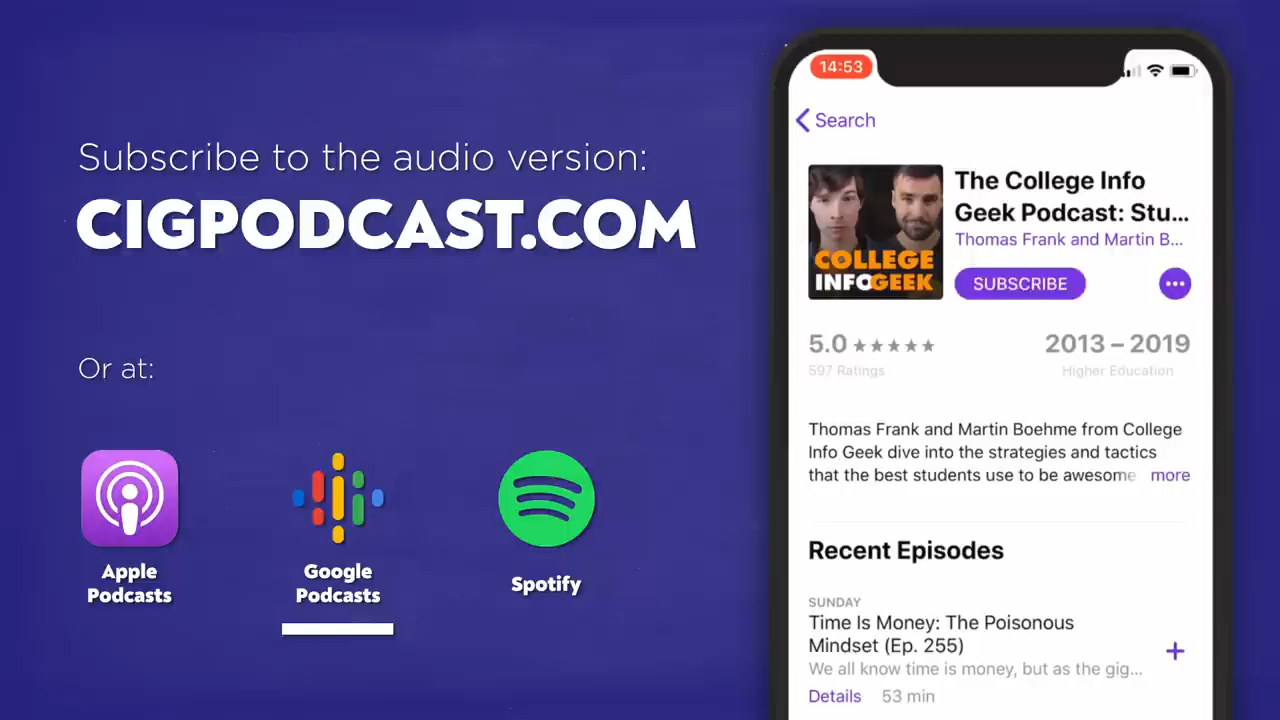 Subscribe to the audio version:
CIGPODCAST.COM
Or at:
Apple
Podcasts
Google
Podcasts
Spotify
14:53
Search
COLLEGE
INFOGEEK
The College Info
Geek Podcast: Stu...
Thomas Frank and Martin B...
SUBSCRIBE
5.0 ★★★★★
597 Ratings
2013 – 2019
Higher Education
Thomas Frank and Martin Boehme from College
Info Geek dive into the strategies and tactics
that the best students use to be awesome more
Recent Episodes
SUNDAY
Time Is Money: The Poisonous
Mindset (Ep. 255)
We all know time is money, but as the gig...
Details 53 min